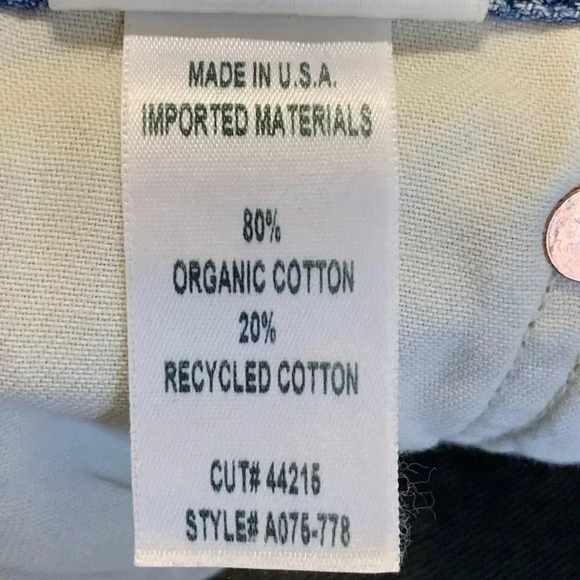 MADE IN U.S.A.
IMPORTED MATERIALS
80%
ORGANIC COTTON
20%
RECYCLED COTTON
CUT# 44215
STYLE# A075-778